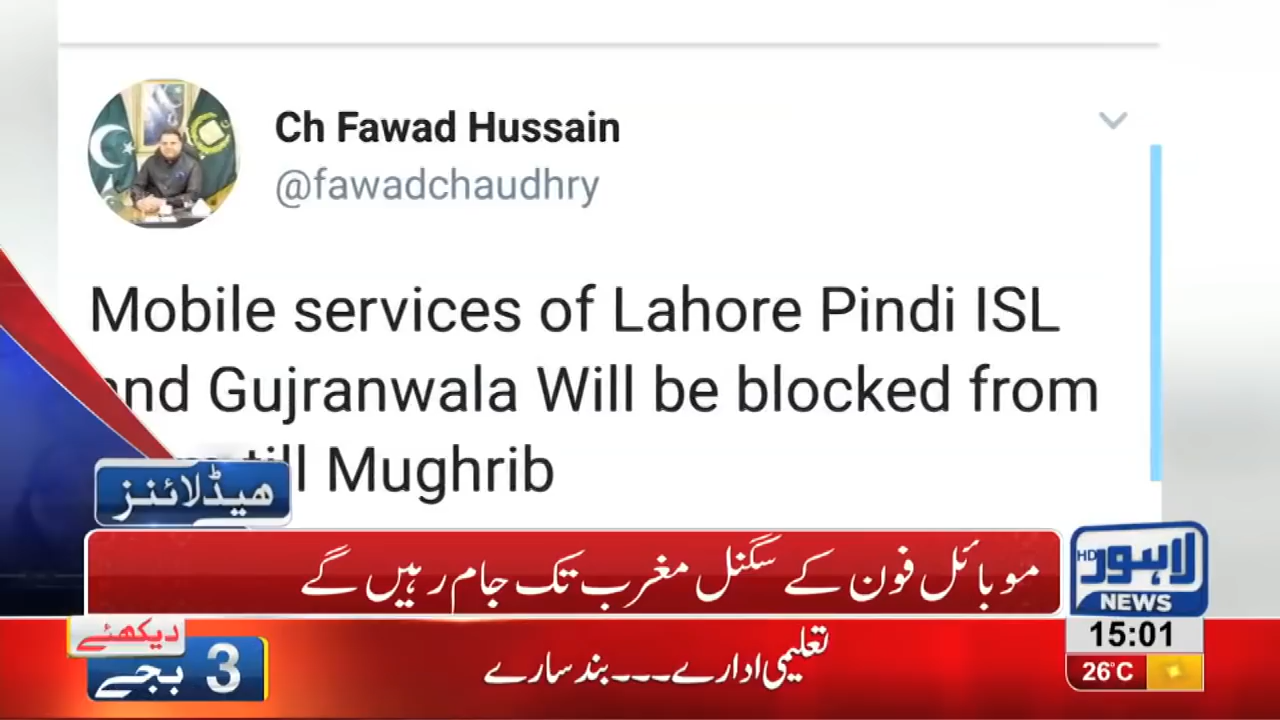 Ch Fawad Hussain
@fawadchaudhry
Mobile services of Lahore Pindi ISL
and Gujranwala Will be blocked from
till Mughrib
ہیڈلائنز
موبائل فون کے سگنل مغرب تک جام رہیں گے
HD لاہور
NEWS
15:01
26°C
دیکھئے
3 بجے
تعلیمی ادارے۔۔۔بند سارے